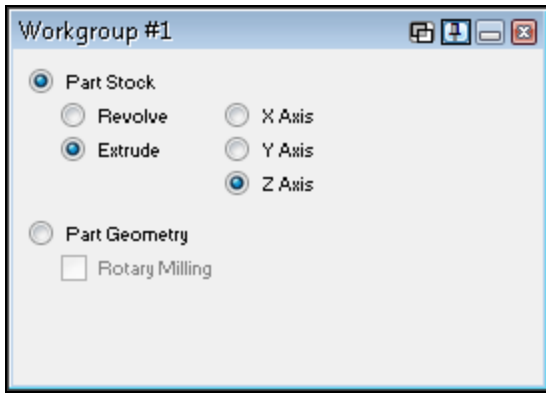 Workgroup #1
Part Stock
Revolve X Axis
Extrude Y Axis
Z Axis
Part Geometry
Rotary Milling